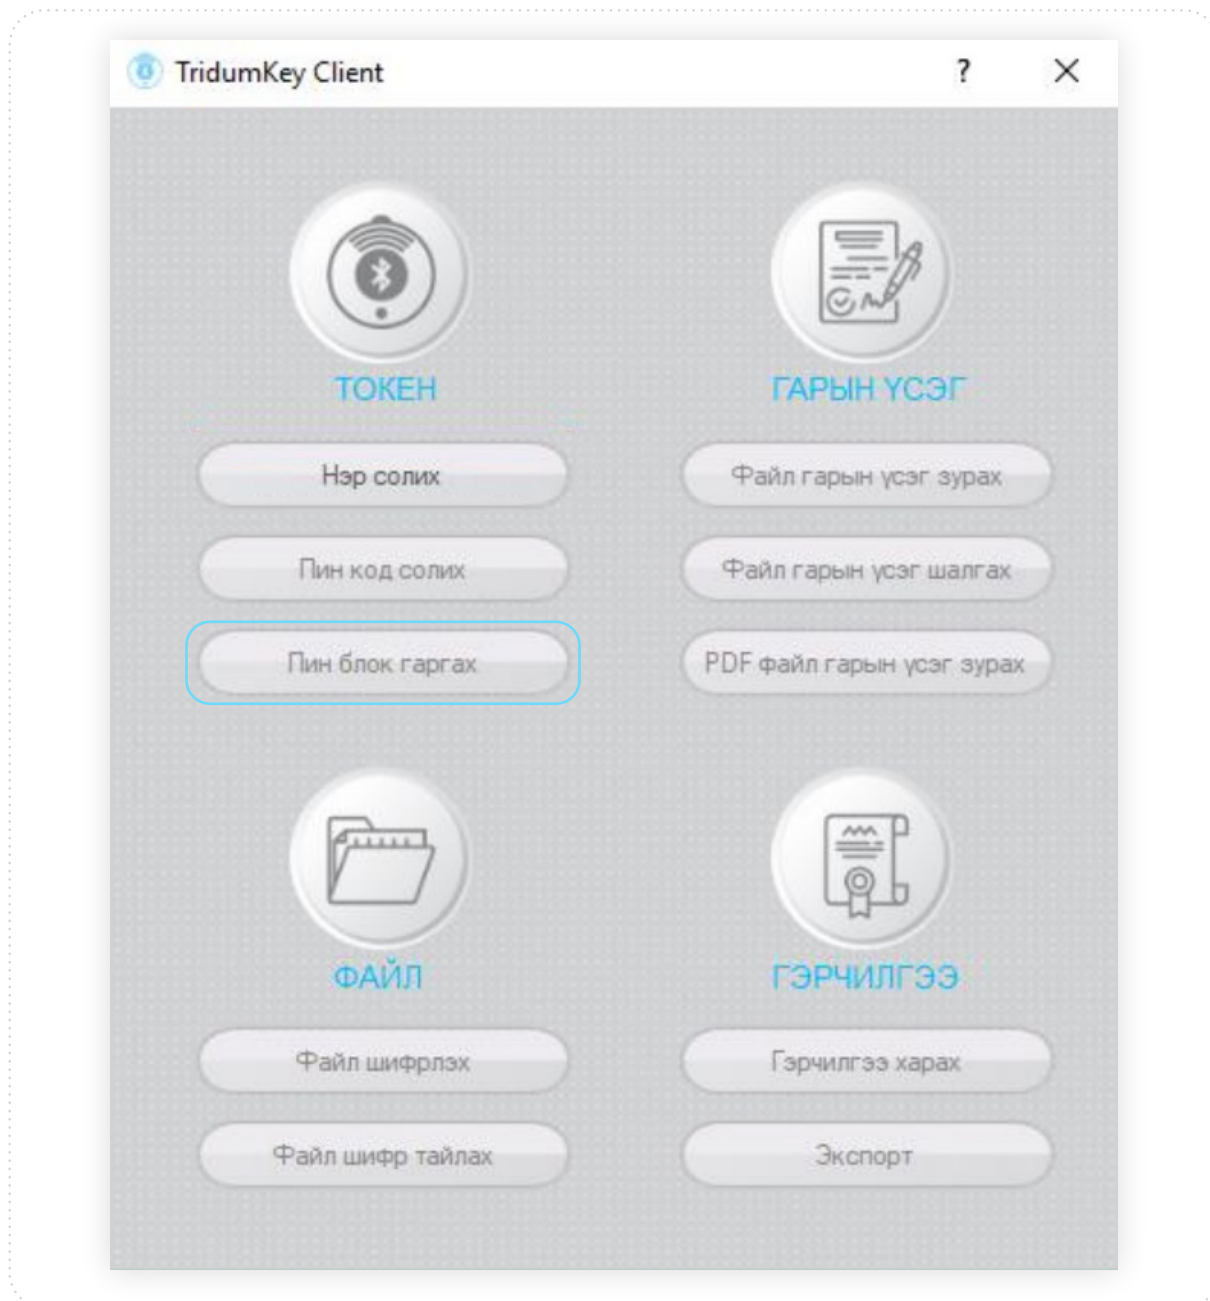 TridumKey Client ?
ТОКЕН
Нэр солих
Пин код солих
Пин блок гаргах
ГАРЫН ҮСЭГ
Файл гарын үсэг зурах
Файл гарын үсэг шалгах
PDF файл гарын үсэг зурах
ФАЙЛ
Файл шифрлэх
Файл шифр тайлах
ГЭРЧИЛГЭЭ
Гэрчилгээ харах
Экспорт